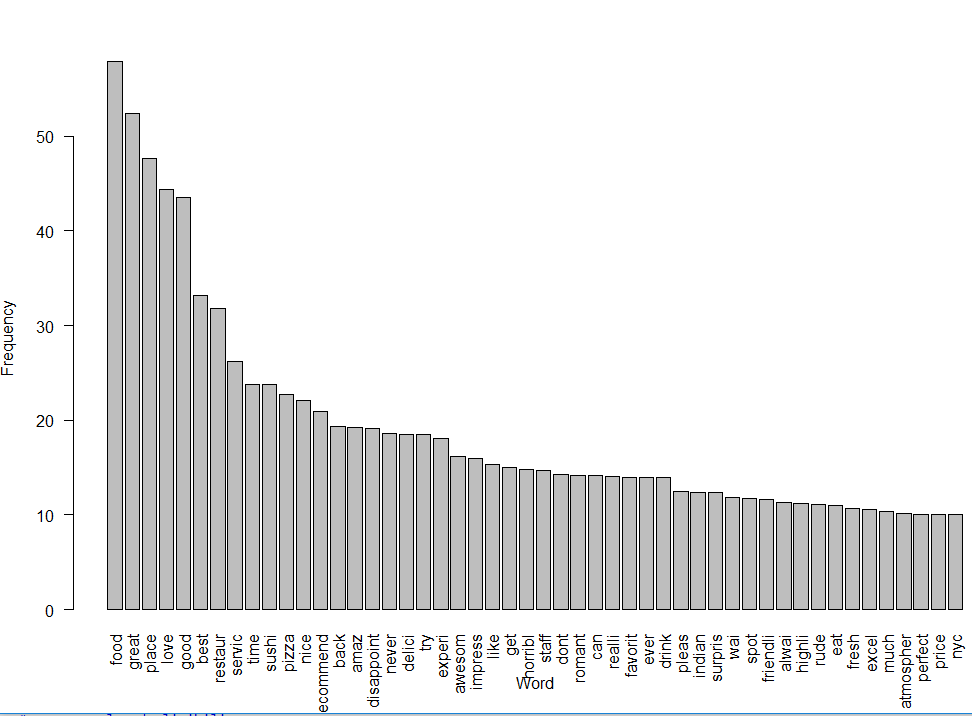 Frequency
50
40
30
20
10
0
food
great
place
love
good
best
restaur
servic
time
sushi
pizza
nice
ecommend
back
amaz
disappoint
never
delici
try
experi
awesom
impress
like
get
horribl
staff
dont
romant
can
realli
favorit
ever
drink
pleas
indian
surpris
wai
spot
friendli
alwai
highli
rude
eat
fresh
excel
much
atmospher
perfect
price
nyc
Word